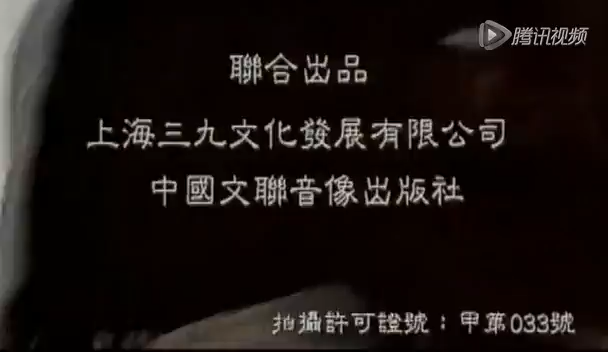 腾讯视频
聯合出品
上海三九文化發展有限公司
中國文聯音像出版社
拍攝許可證號：甲第033號